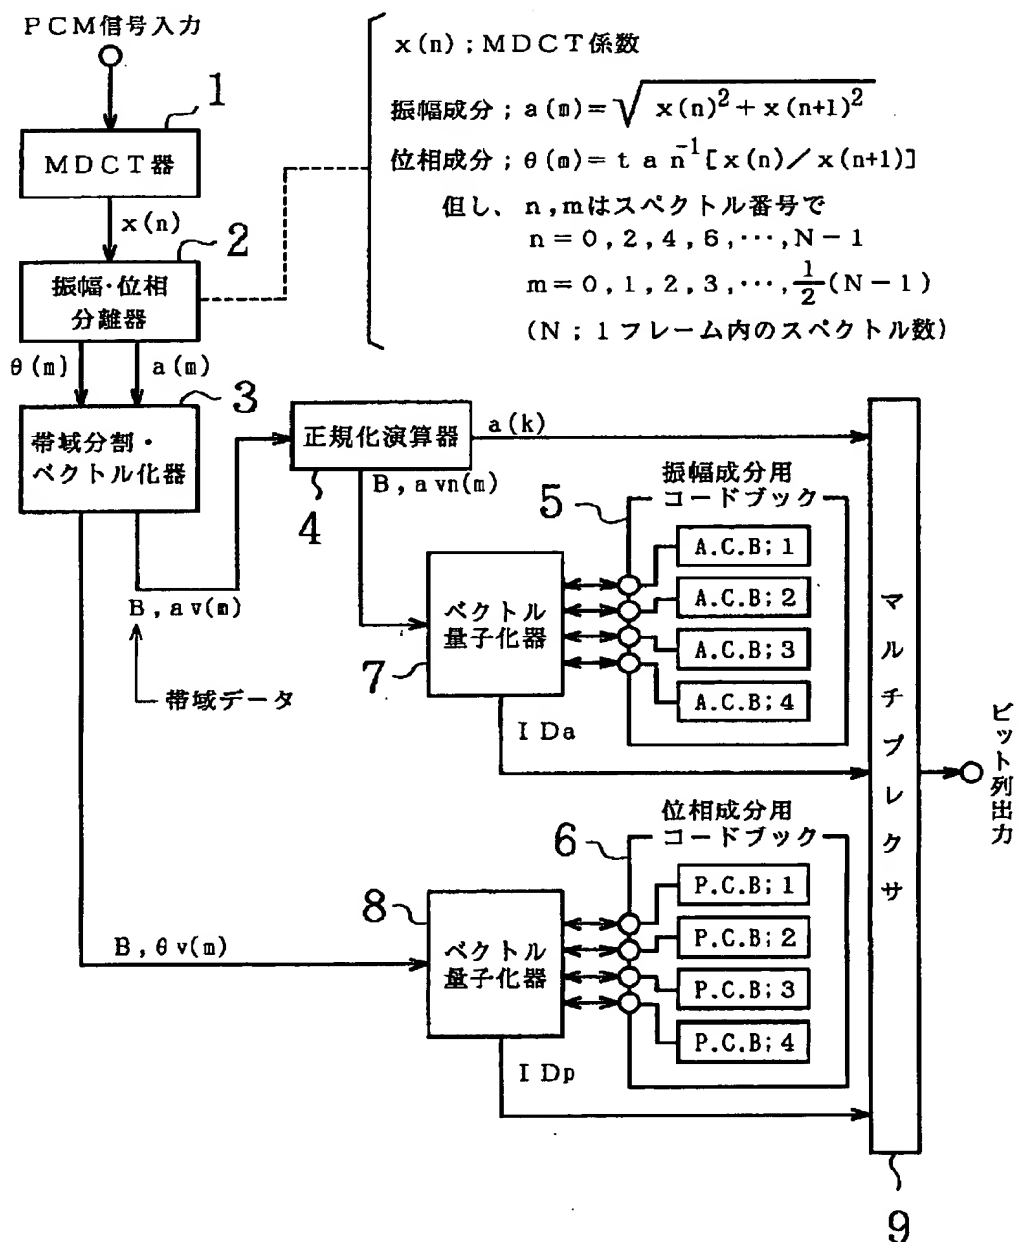 PCM信号入力
1
MDCT器
x(n)
2
振幅・位相
分離器
θ(m)
a(m)
x(n);MDCT係数
振幅成分;a(m)=√x(n)²+x(n+1)²
位相成分;θ(m)=tan⁻¹[x(n)/x(n+1)]
但し、n,mはスペクトル番号で
n=0,2,4,6,…,N-1
m=0,1,2,3,…,1/2(N-1)
(N;1フレーム内のスペクトル数)
3
帯域分割・
ベクトル化器
正規化演算器
4
a(k)
B,avn(m)
B,av(m)
帯域データ
振幅成分用
コードブック
5
A.C.B;1
A.C.B;2
A.C.B;3
A.C.B;4
ベクトル
量子化器
7
IDa
位相成分用
コードブック
6
P.C.B;1
P.C.B;2
P.C.B;3
P.C.B;4
8
ベクトル
量子化器
B,θv(m)
IDp
マルチプレクサ
9
ビット列出力